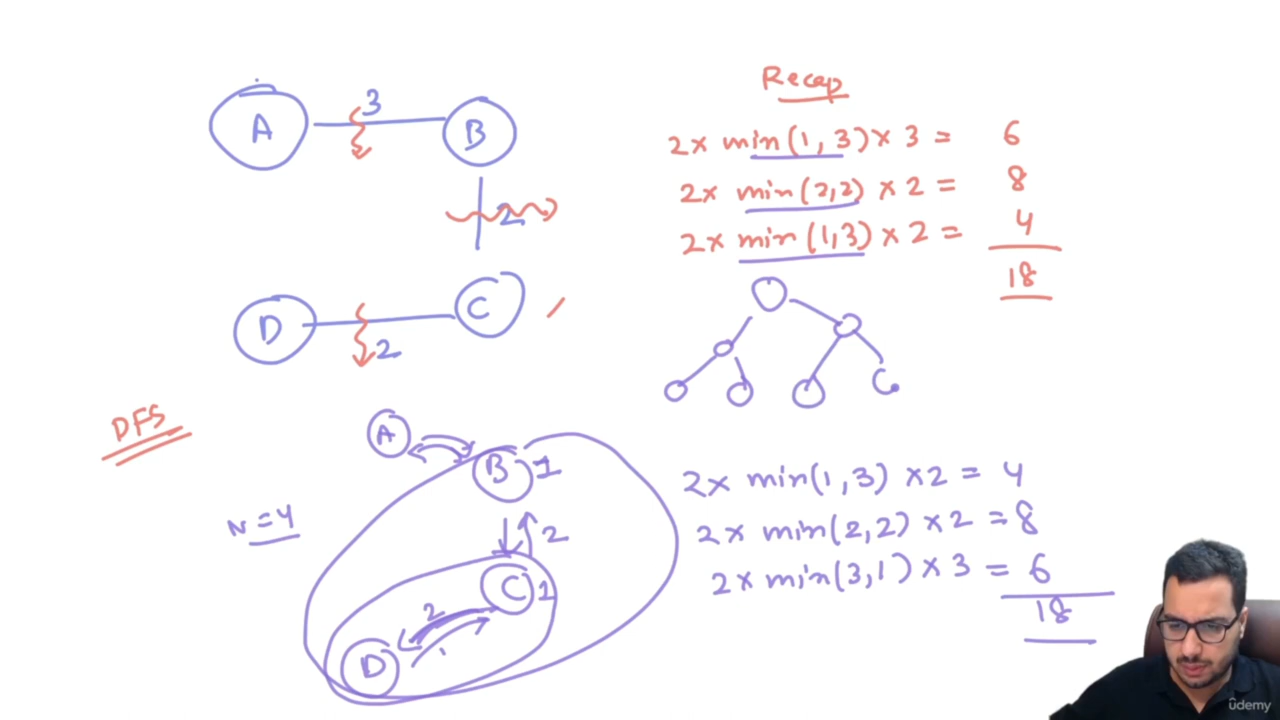 Recap
A 3 B
2
D 2 C
2x min(1, 3) x 3 = 6
2x min(2,2) x 2 = 8
2x min (1,3) x 2 = 4
18
DFS
N = 4
A
B 1
2
C 1
2
D
2x min(1, 3) x 2 = 4
2x min(2, 2) x 2 = 8
2x min(3, 1) x 3 = 6
18
ûdemy